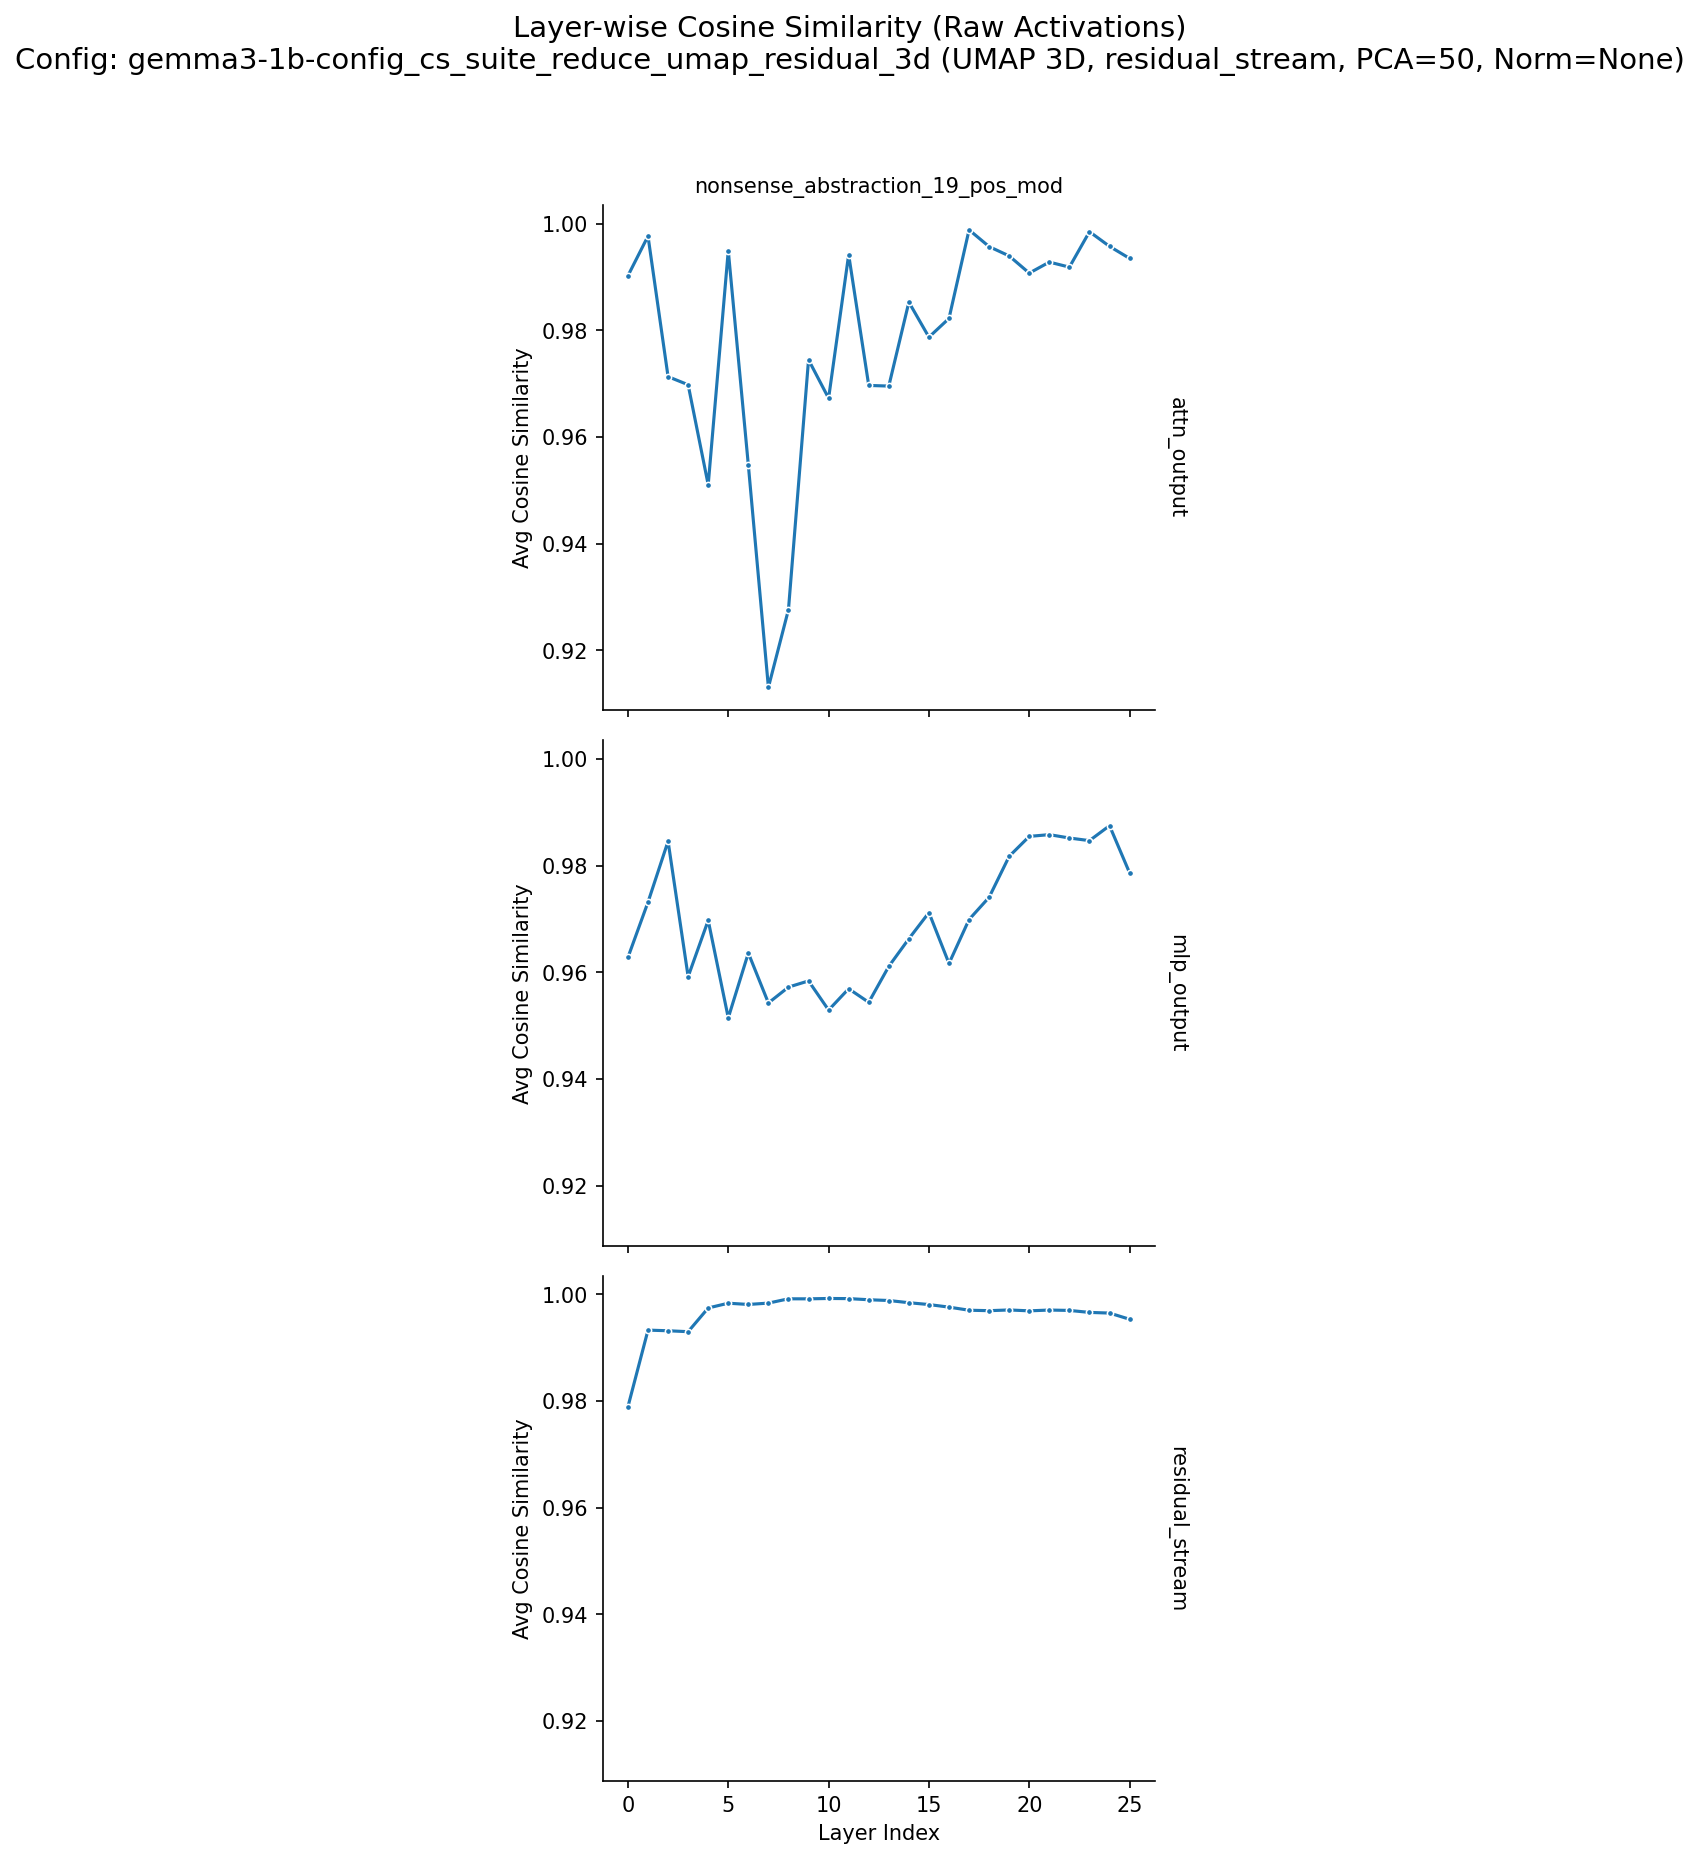 Layer-wise Cosine Similarity (Raw Activations)
Config: gemma3-1b-config_cs_suite_reduce_umap_residual_3d (UMAP 3D, residual_stream, PCA=50, Norm=None)
nonsense_abstraction_19_pos_mod
1.00
0.98
0.96
0.94
0.92
Avg Cosine Similarity
attn_output
1.00
0.98
0.96
0.94
0.92
Avg Cosine Similarity
mlp_output
1.00
0.98
0.96
0.94
0.92
Avg Cosine Similarity
residual_stream
0 5 10 15 20 25
Layer Index